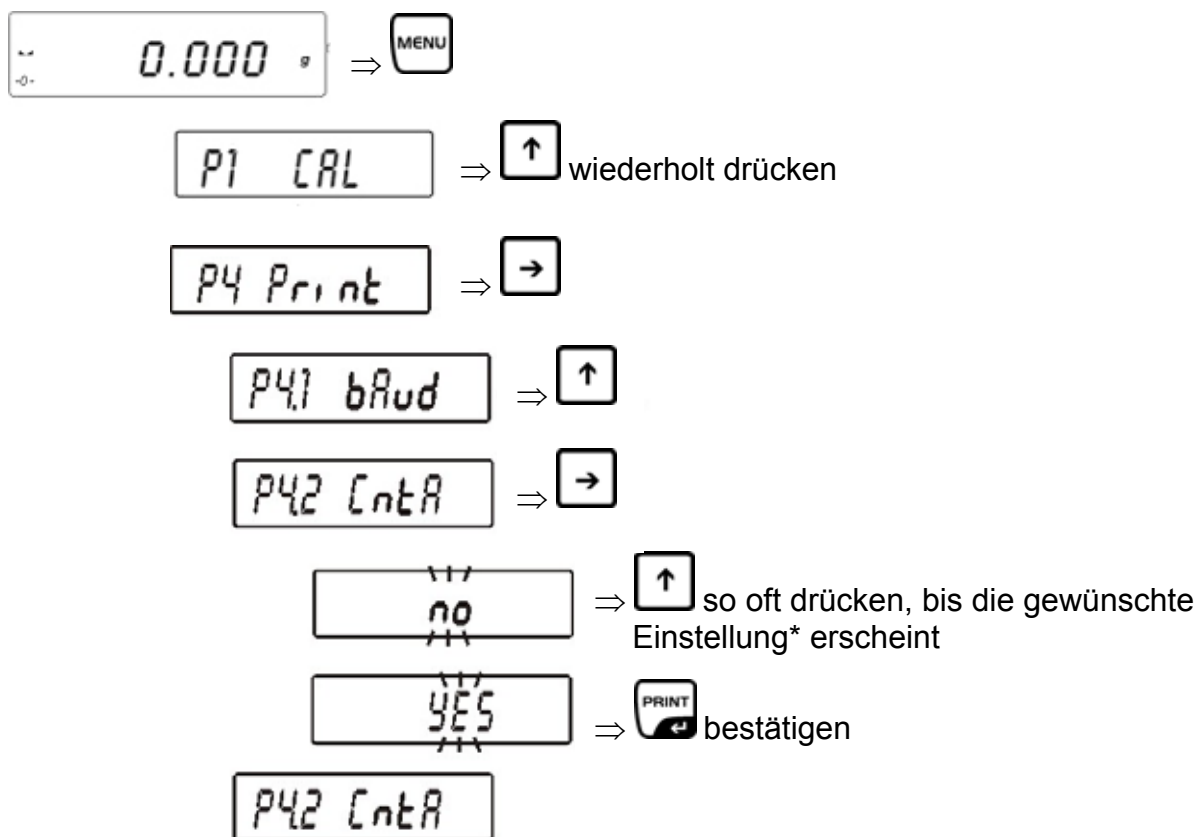 0.000 g ⇒ MENU
-0-
P1 CAL ⇒ ↑ wiederholt drücken
P4 Print ⇒ →
P4.1 bAud ⇒ ↑
P4.2 CntA ⇒ →
no ⇒ ↑ so oft drücken, bis die gewünschte
Einstellung* erscheint
YES ⇒ PRINT bestätigen
P4.2 CntA